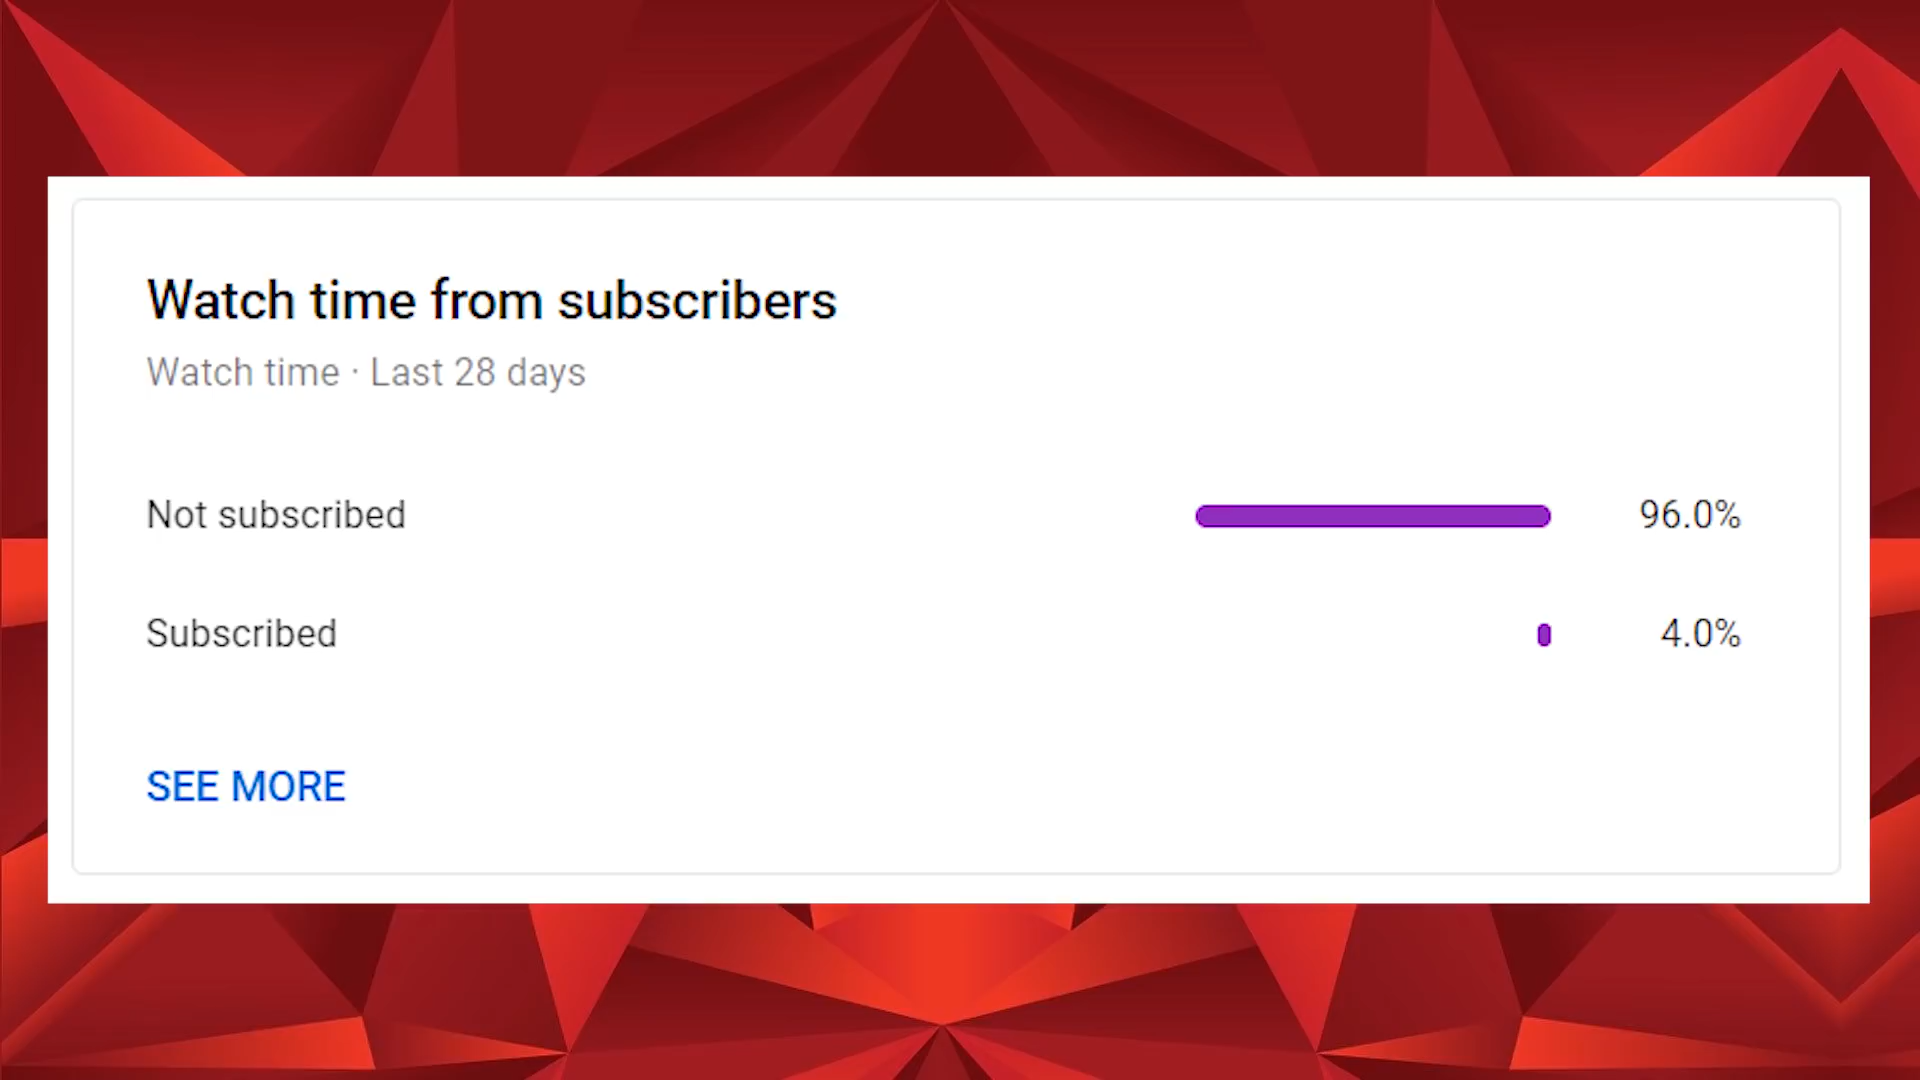 Watch time from subscribers
Watch time · Last 28 days
Not subscribed 96.0%
Subscribed 4.0%
SEE MORE